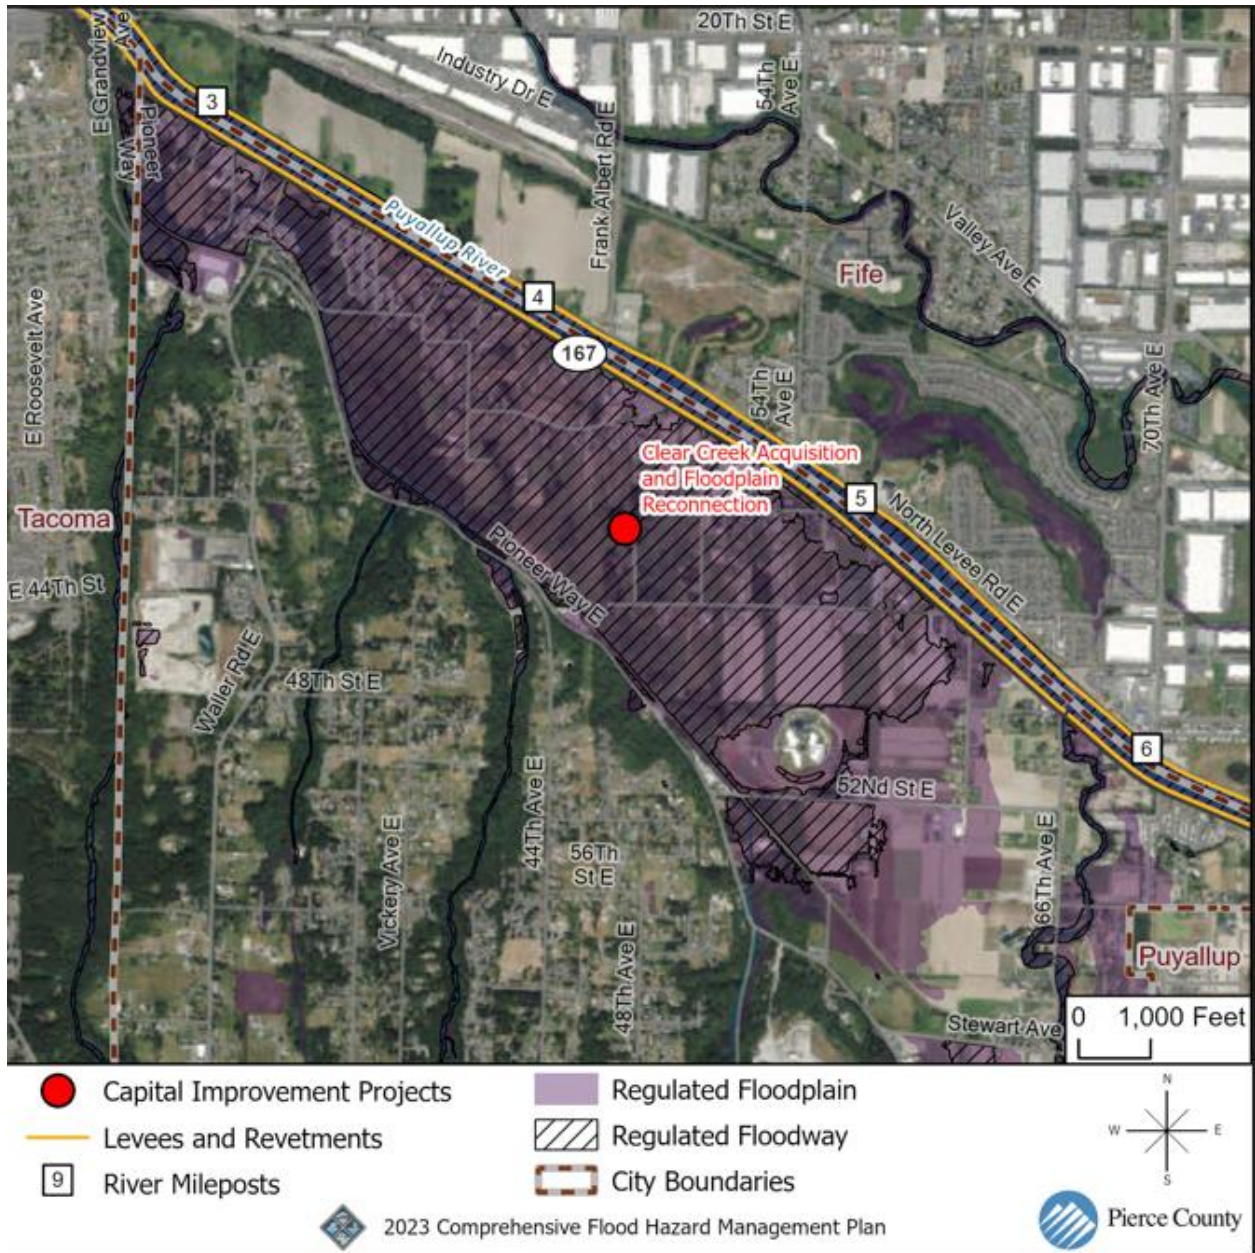 20Th St E
E Grandview
Ave
Industry Dr E
54Th
Ave E
3
Pioneer
Way
Frank Albert Rd E
Puyallup River
Valley Ave E
Fife
4
E Roosevelt Ave
167
54Th
Ave E
70Th Ave E
Clear Creek Acquisition
and Floodplain
Reconnection
5
North Levee Rd E
Tacoma
Pioneer Way E
E 44Th St
Waller Rd E
48Th St E
6
52Nd St E
44Th Ave E
Vickery Ave E
56Th
St E
66Th Ave E
48Th Ave E
Puyallup
Stewart Ave
0 1,000 Feet
Capital Improvement Projects
Levees and Revetments
9 River Mileposts
Regulated Floodplain
Regulated Floodway
City Boundaries
N
W E
S
2023 Comprehensive Flood Hazard Management Plan
Pierce County